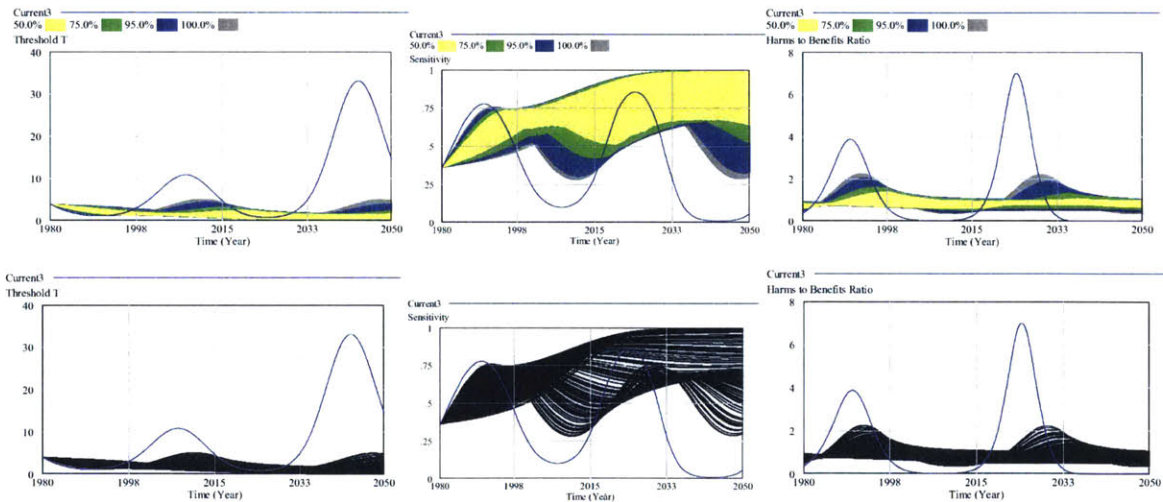 Current3
50.0% 75.0% 95.0% 100.0%
Threshold T
40
30
20
10
0
1980 1998 2015 2033 2050
Time (Year)
Current3
50.0% 75.0% 95.0% 100.0%
Sensitivity
1
.75
.5
.25
0
1980 1998 2015 2033 2050
Time (Year)
Current3
50.0% 75.0% 95.0% 100.0%
Harms to Benefits Ratio
8
6
4
2
0
1980 1998 2015 2033 2050
Time (Year)
Current3
Threshold T
40
30
20
10
0
1980 1998 2015 2033 2050
Time (Year)
Current3
Sensitivity
1
.75
.5
.25
0
1980 1998 2015 2033 2050
Time (Year)
Current3
Harms to Benefits Ratio
8
6
4
2
0
1980 1998 2015 2033 2050
Time (Year)